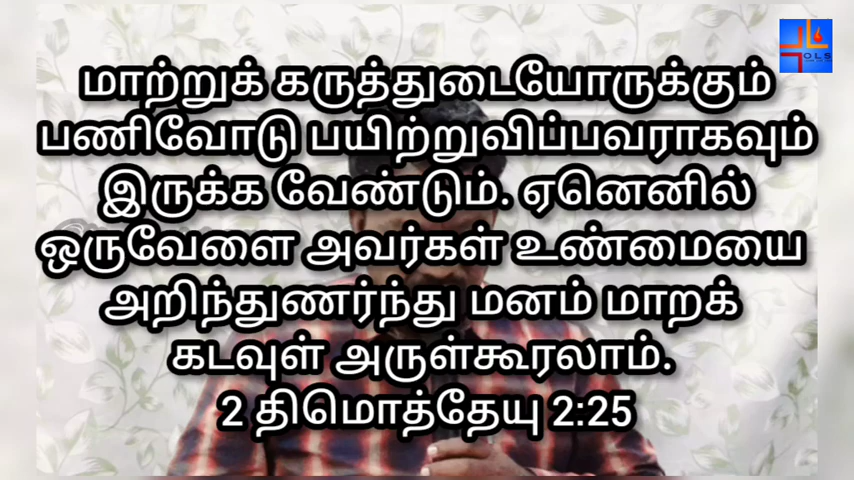 OLS
மாற்றுக் கருத்துடையோருக்கும்
பணிவோடு பயிற்றுவிப்பவராகவும்
இருக்க வேண்டும். ஏனெனில்
ஒருவேளை அவர்கள் உண்மையை
அறிந்துணர்ந்து மனம் மாறக்
கடவுள் அருள்கூரலாம்.
2 திமொத்தேயு 2:25